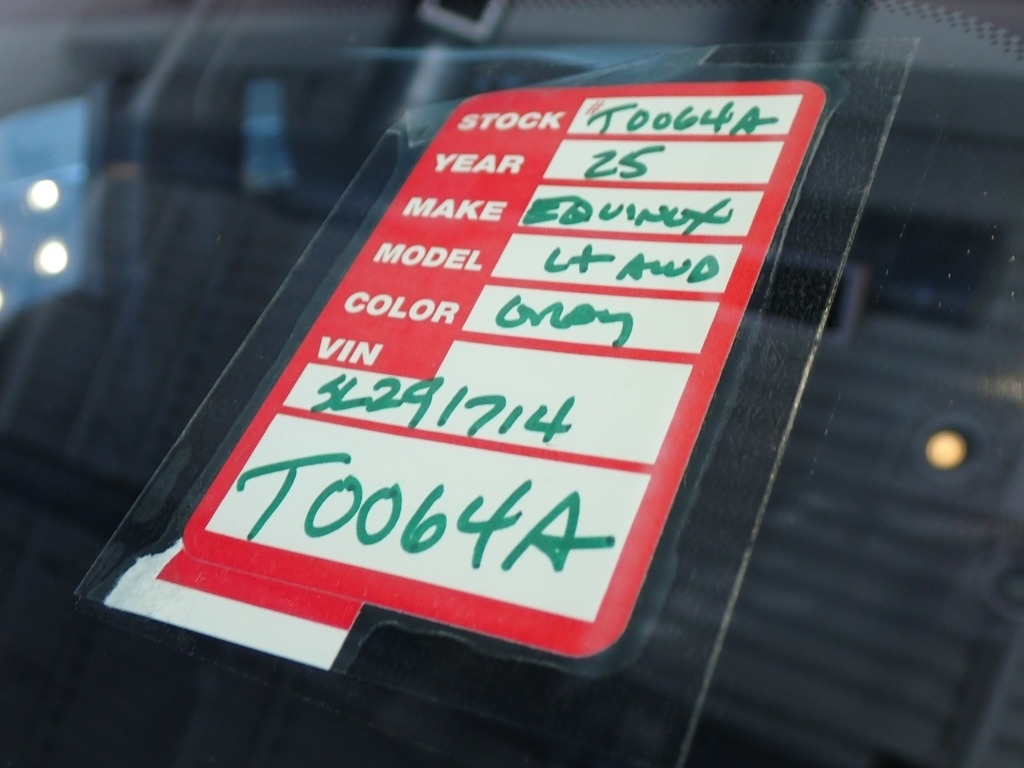 STOCK #T0064A
YEAR 25
MAKE EQUINOX
MODEL Lt AWD
COLOR Gray
VIN
SL291714
T0064A